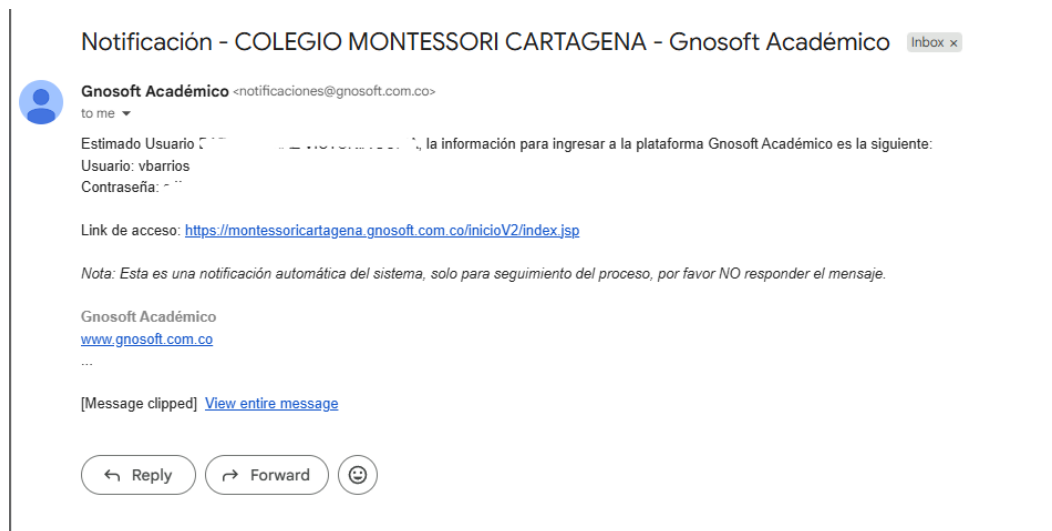 Notificación - COLEGIO MONTESSORI CARTAGENA - Gnosoft Académico Inbox ×
Gnosoft Académico <notificaciones@gnosoft.com.co>
to me
Estimado Usuario , la información para ingresar a la plataforma Gnosoft Académico es la siguiente:
Usuario: vbarrios
Contraseña:
Link de acceso: https://montessoricartagena.gnosoft.com.co/inicioV2/index.jsp
Nota: Esta es una notificación automática del sistema, solo para seguimiento del proceso, por favor NO responder el mensaje.
Gnosoft Académico
www.gnosoft.com.co
...
[Message clipped] View entire message
Reply Forward